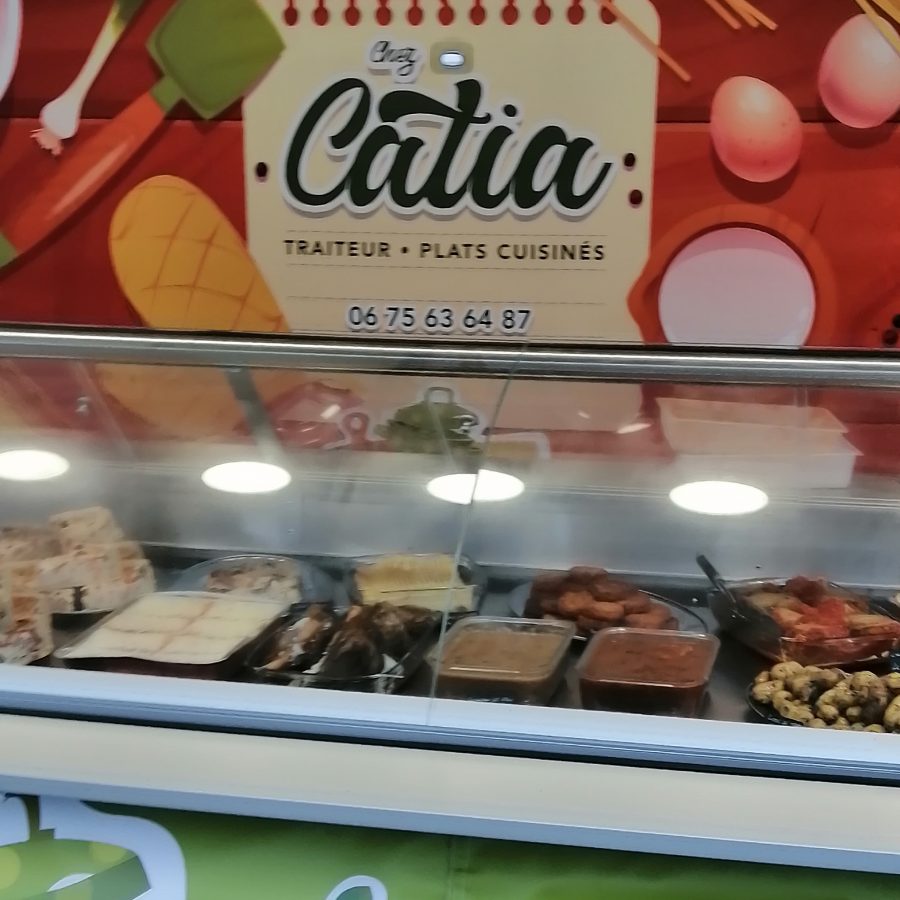 Chez
Catia
TRAITEUR • PLATS CUISINÉS
06 75 63 64 87